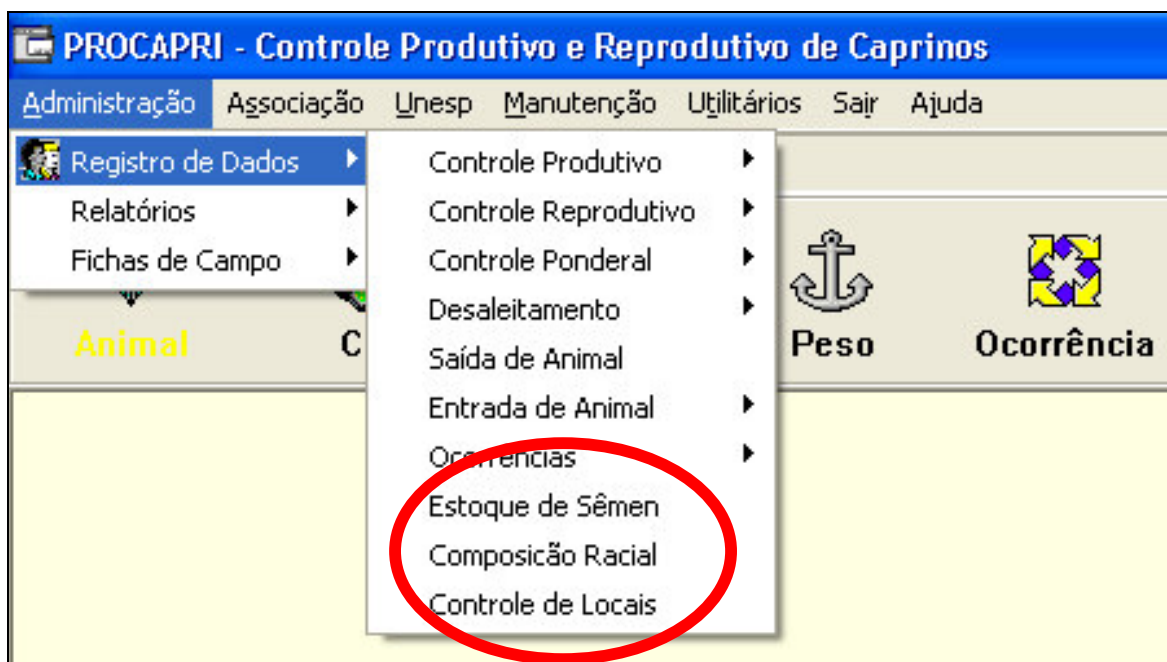 PROCAPRI - Controle Produtivo e Reprodutivo de Caprinos
Administração Associação Unesp Manutenção Utilitários Sair Ajuda
Registro de Dados
Relatórios
Fichas de Campo
Controle Produtivo
Controle Reprodutivo
Controle Ponderal
Desaleitamento
Saída de Animal
Entrada de Animal
Ocorrências
Estoque de Sêmen
Composicão Racial
Controle de Locais
Animal
C
Peso
Ocorrência